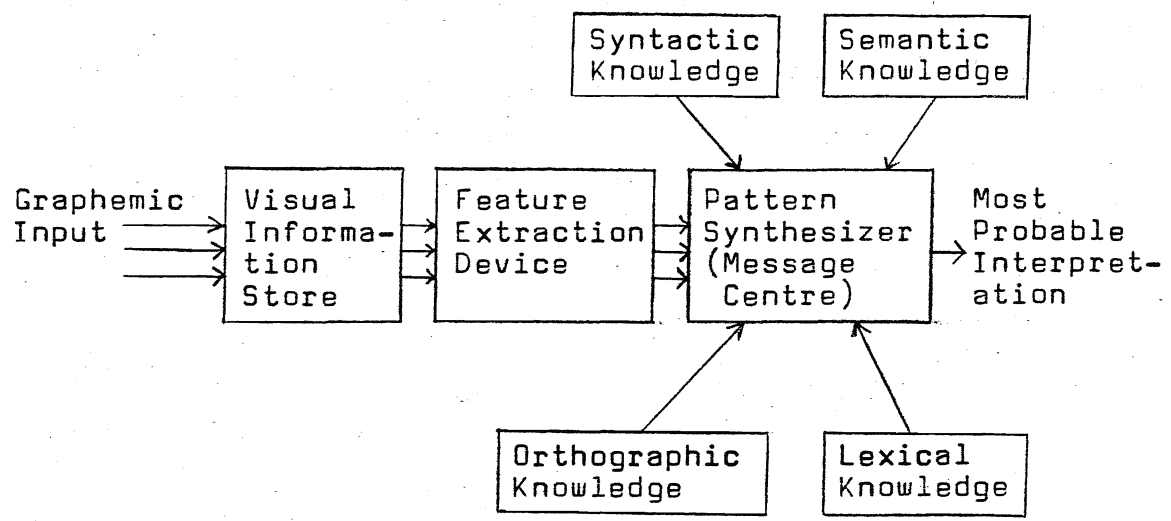 Syntactic
Knowledge
Semantic
Knowledge
Graphemic
Input
Visual
Informa-
tion
Store
Feature
Extraction
Device
Pattern
Synthesizer
(Message
Centre)
Most
Probable
Interpret-
ation
Orthographic
Knowledge
Lexical
Knowledge